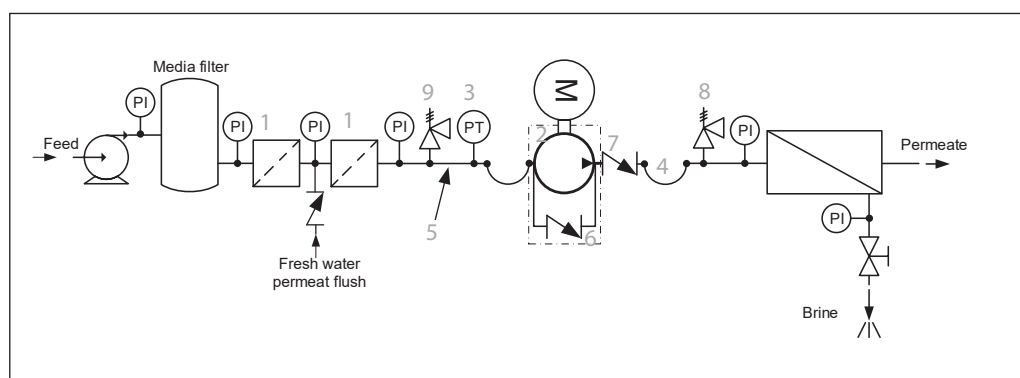 Media filter
PI
Feed
PI
1
PI
1
PI
9
3
PT
5
Fresh water
permeat flush
M
2
7
6
4
8
PI
Permeate
PI
Brine